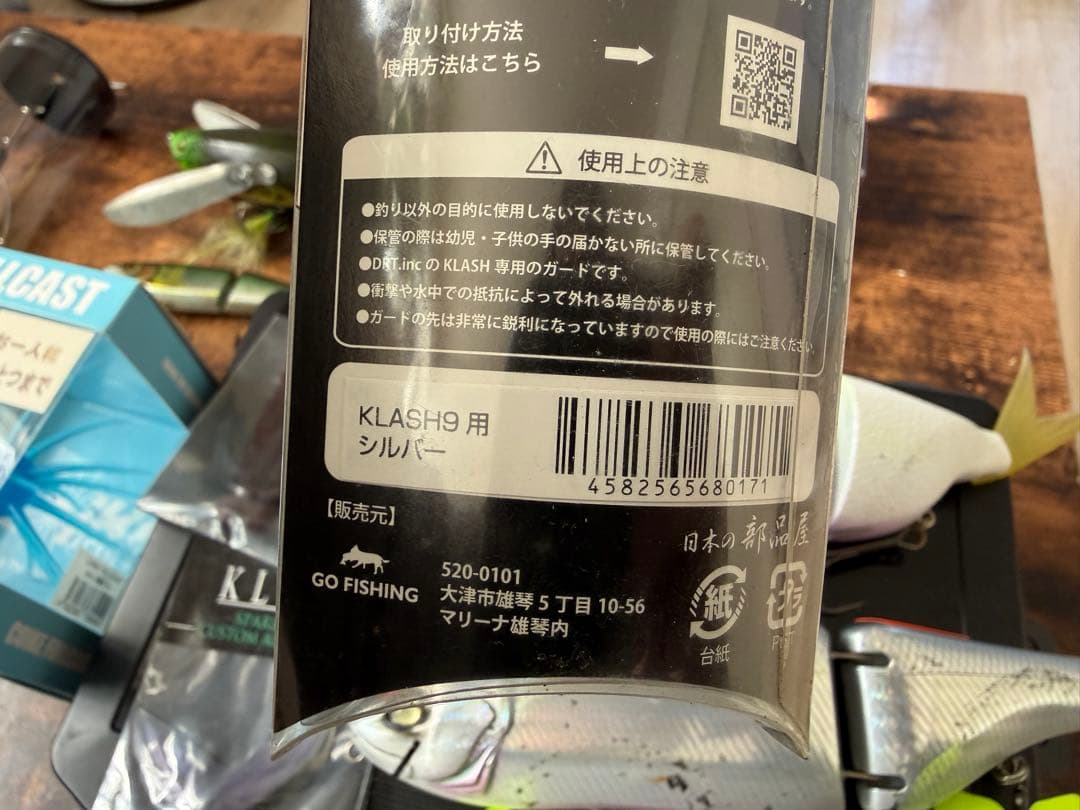 取り付け方法
使用方法はこちら
使用上の注意
●釣り以外の目的に使用しないでください。
●保管の際は幼児・子供の手の届かない所に保管してください。
●DRT.inc の KLASH 専用のガードです。
●衝撃や水中での抵抗によって外れる場合があります。
●ガードの先は非常に鋭利になっていますので使用の際にはご注意ください。
KLASH9 用
シルバー
4582565680171
【販売元】
GO FISHING
520-0101
大津市雄琴 5 丁目 10-56
マリーナ雄琴内
日本の部品屋
紙
台紙
LLCAST
KL